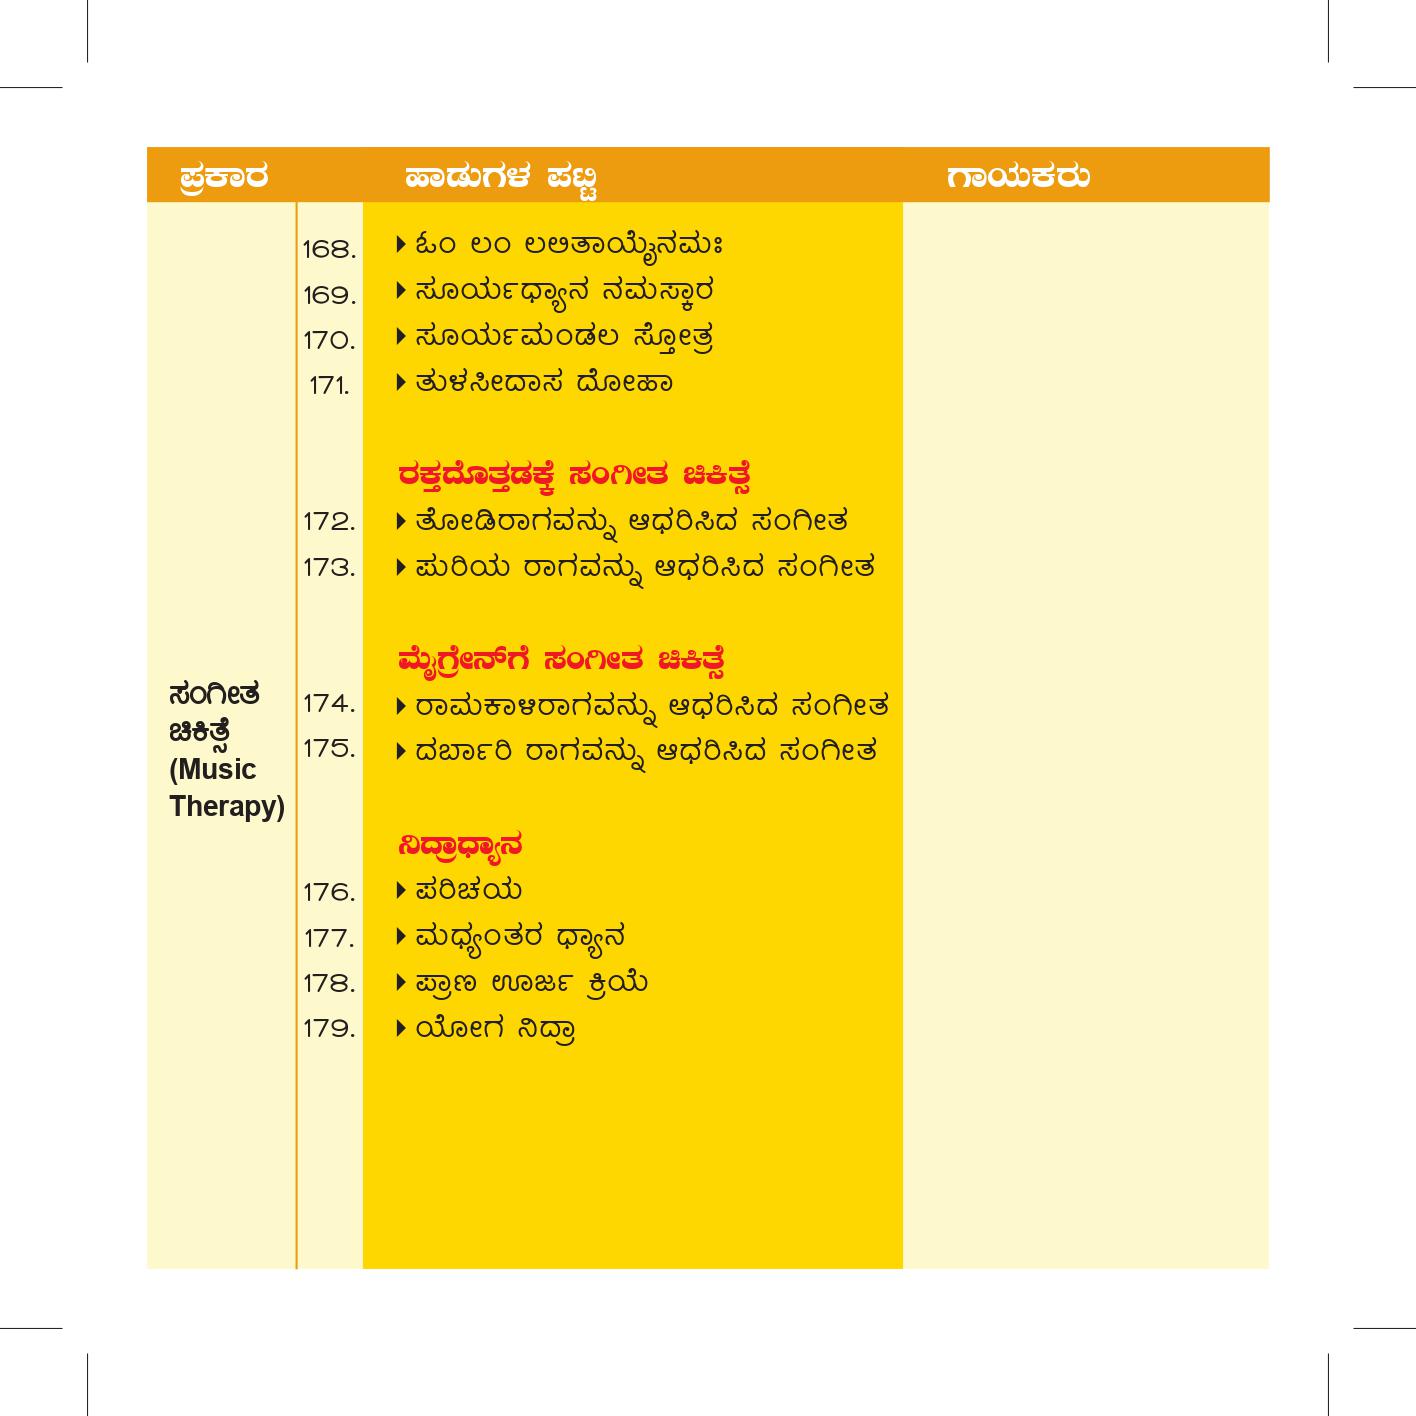 ಪ್ರಕಾರ ಹಾಡುಗಳ ಪಟ್ಟಿ ಗಾಯಕರು
168. ಓಂ ಲಂ ಲಲಿತಾಯೈನಮಃ
169. ಸೂರ್ಯಧ್ಯಾನ ನಮಸ್ಕಾರ
170. ಸೂರ್ಯಮಂಡಲ ಸ್ತೋತ್ರ
171. ತುಳಸೀದಾಸ ದೋಹಾ
ರಕ್ತದೊತ್ತಡಕ್ಕೆ ಸಂಗೀತ ಚಿಕಿತ್ಸೆ
172. ತೋಡಿರಾಗವನ್ನು ಆಧರಿಸಿದ ಸಂಗೀತ
173. ಪುರಿಯ ರಾಗವನ್ನು ಆಧರಿಸಿದ ಸಂಗೀತ
ಮೈಗ್ರೇನ್‌ಗೆ ಸಂಗೀತ ಚಿಕಿತ್ಸೆ
174. ರಾಮಕಾಳಿರಾಗವನ್ನು ಆಧರಿಸಿದ ಸಂಗೀತ
175. ದರ್ಬಾರಿ ರಾಗವನ್ನು ಆಧರಿಸಿದ ಸಂಗೀತ
ಸಂಗೀತ
ಚಿಕಿತ್ಸೆ
(Music
Therapy)
ನಿದ್ರಾಧ್ಯಾನ
176. ಪರಿಚಯ
177. ಮಧ್ಯಂತರ ಧ್ಯಾನ
178. ಪ್ರಾಣ ಊರ್ಜ ಕ್ರಿಯೆ
179. ಯೋಗ ನಿದ್ರಾ